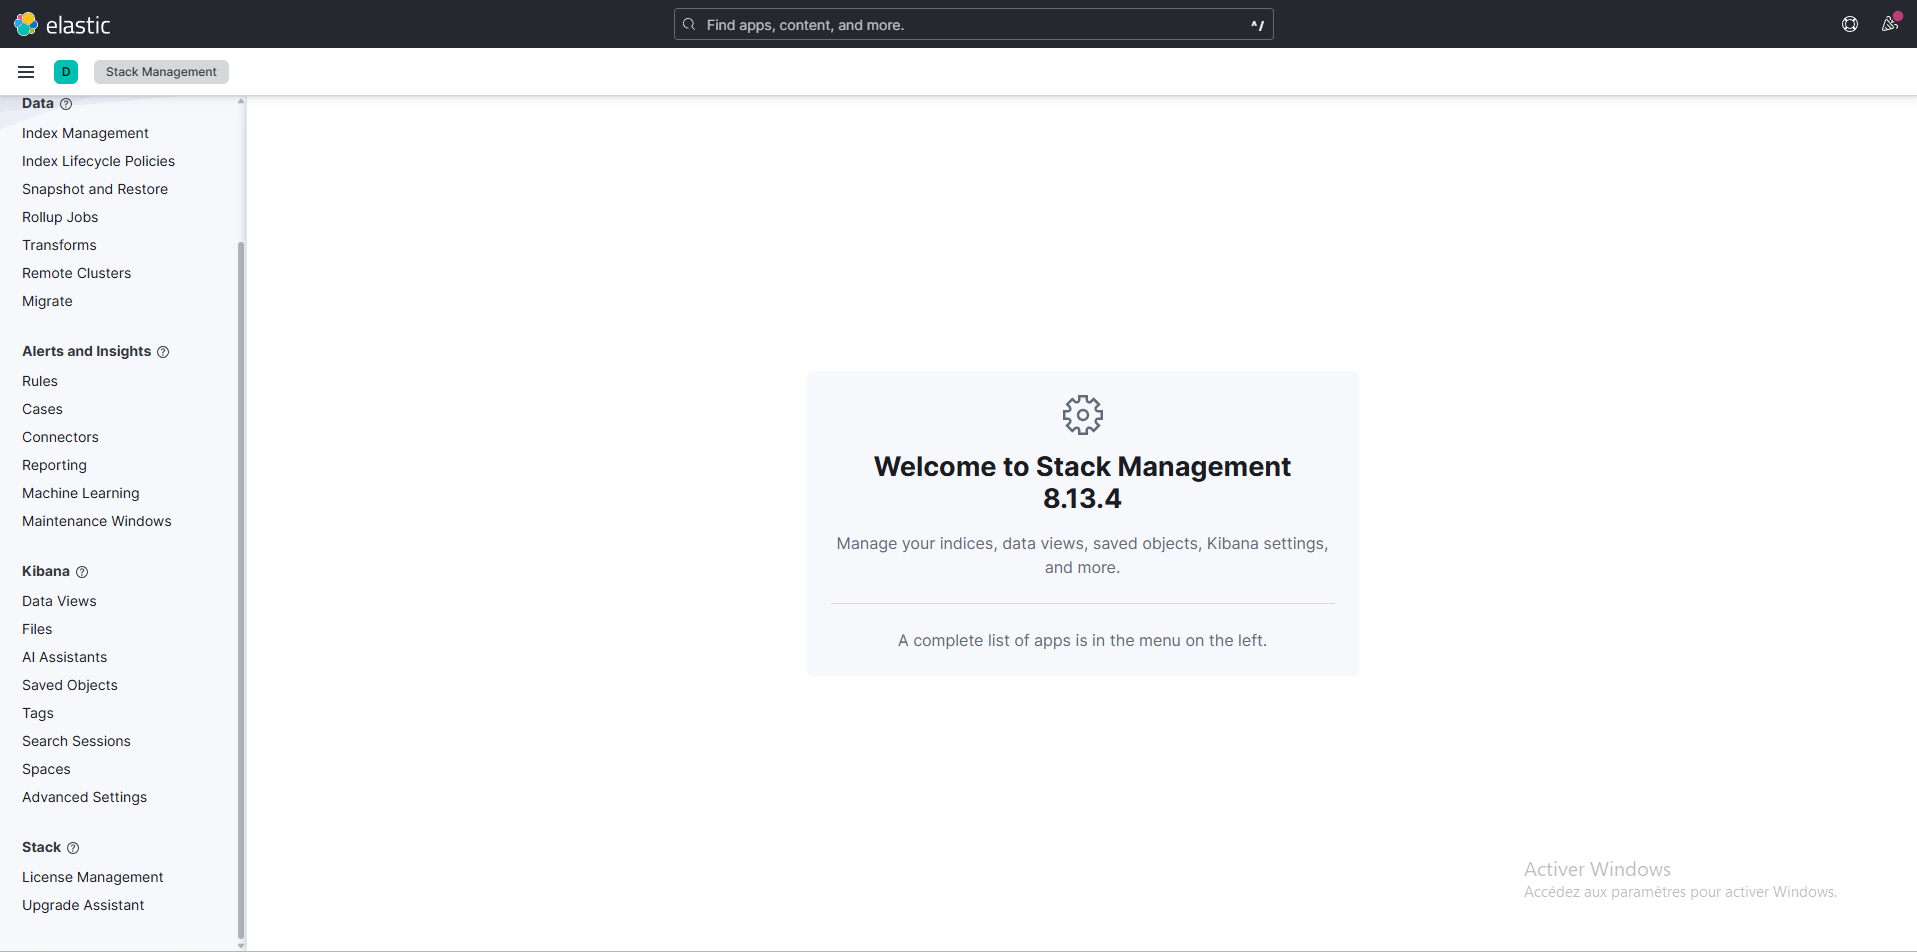 elastic
Find apps, content, and more.
^/
D
Stack Management
Data
Index Management
Index Lifecycle Policies
Snapshot and Restore
Rollup Jobs
Transforms
Remote Clusters
Migrate
Alerts and Insights
Rules
Cases
Connectors
Reporting
Machine Learning
Maintenance Windows
Kibana
Data Views
Files
AI Assistants
Saved Objects
Tags
Search Sessions
Spaces
Advanced Settings
Stack
License Management
Upgrade Assistant
Welcome to Stack Management
8.13.4
Manage your indices, data views, saved objects, Kibana settings,
and more.
A complete list of apps is in the menu on the left.
Activer Windows
Accédez aux paramètres pour activer Windows.